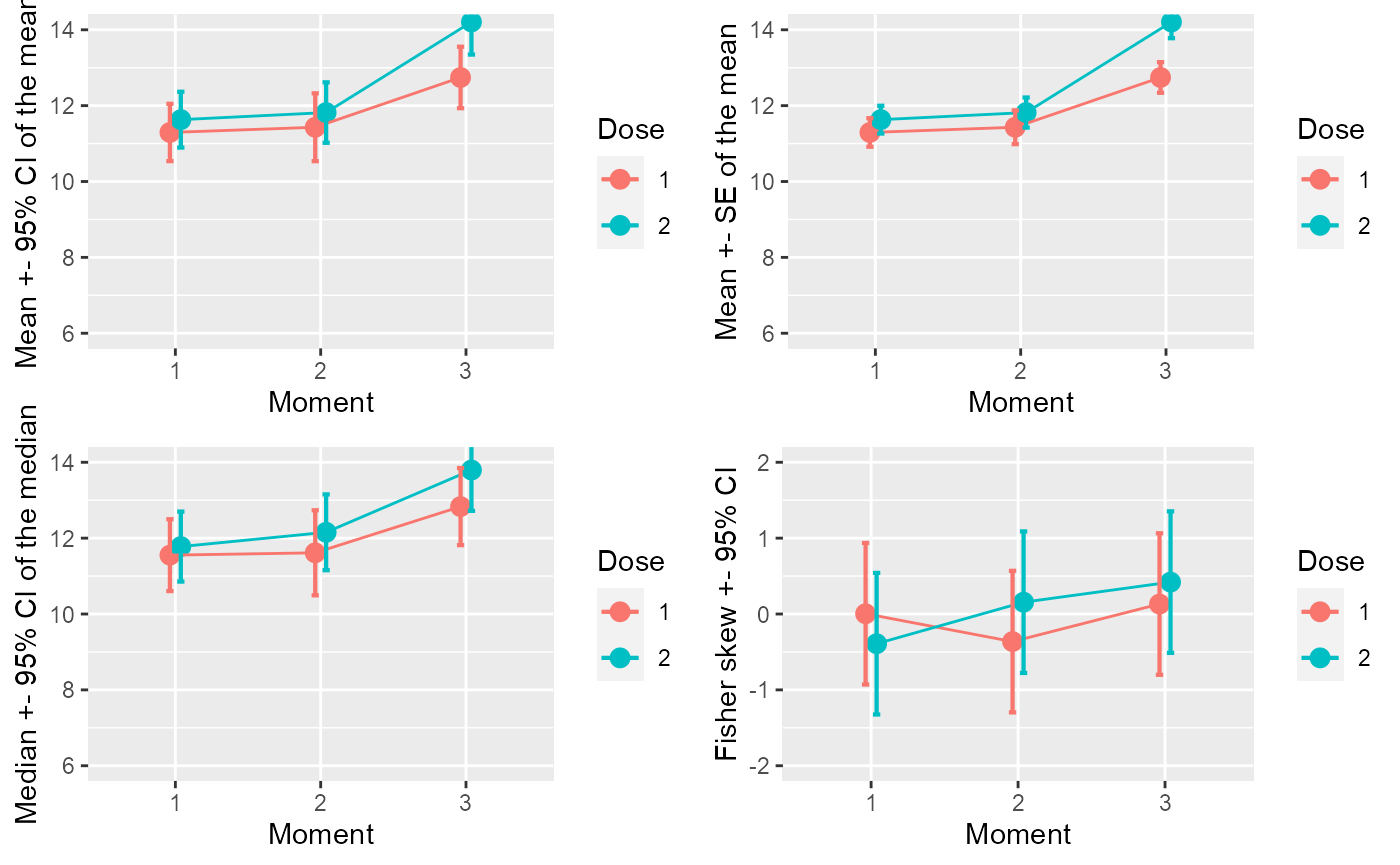 Mean +- 95% CI of the mean
14
12
10
8
6
1 2 3
Moment
Dose
1
2
Mean +- SE of the mean
14
12
10
8
6
1 2 3
Moment
Dose
1
2
Median +- 95% CI of the median
14
12
10
8
6
1 2 3
Moment
Dose
1
2
Fisher skew +- 95% CI
2
1
0
-1
-2
1 2 3
Moment
Dose
1
2